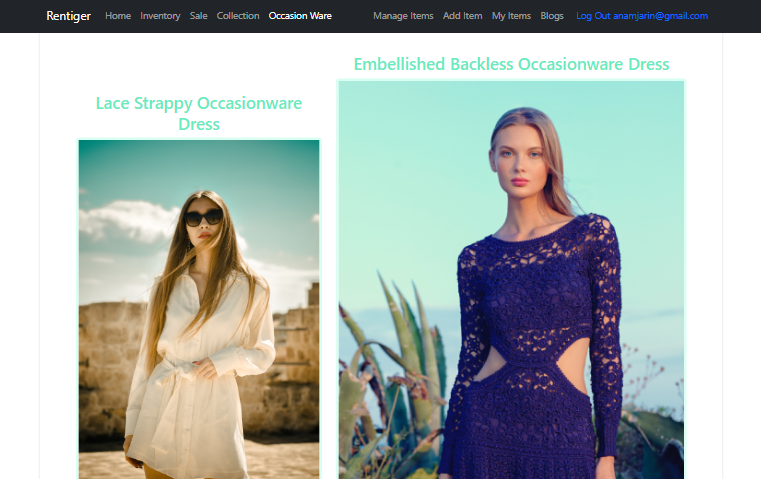 Rentiger Home Inventory Sale Collection Occasion Ware Manage Items Add Item My Items Blogs Log Out anamjarin@gmail.com
Embellished Backless Occasionware Dress
Lace Strappy Occasionware
Dress